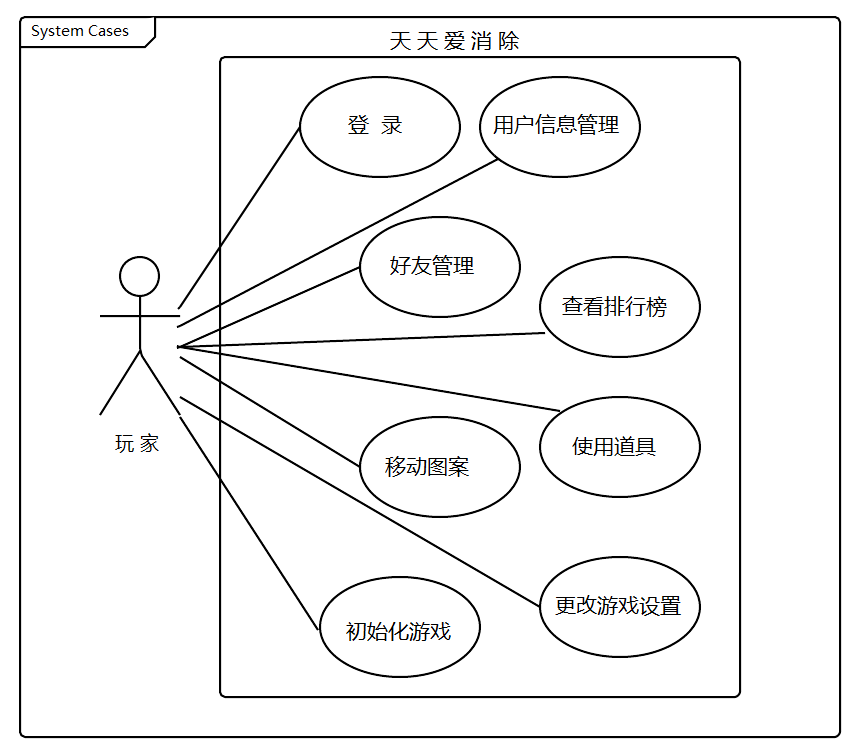 System Cases
天天爱消除
登 录
用户信息管理
好友管理
查看排行榜
玩 家
移动图案
使用道具
更改游戏设置
初始化游戏